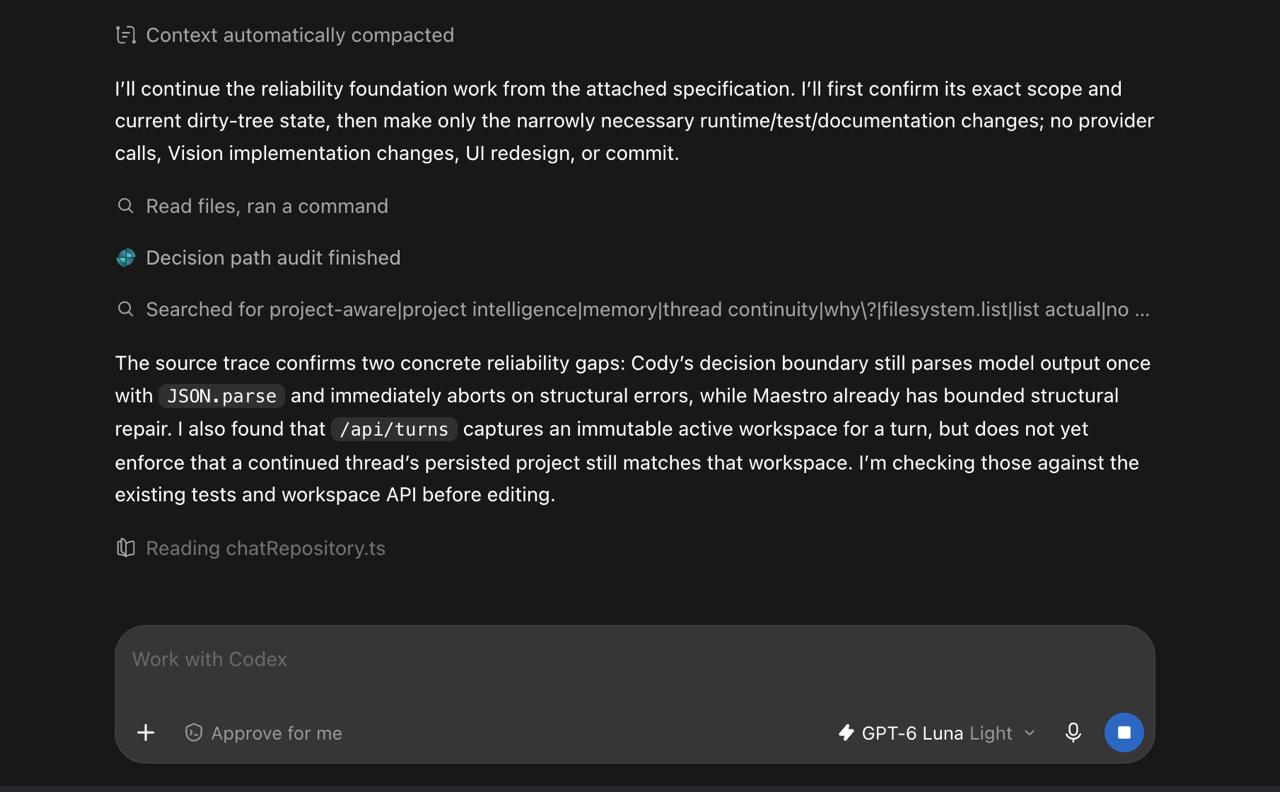 Context automatically compacted
I’ll continue the reliability foundation work from the attached specification. I’ll first confirm its exact scope and
current dirty-tree state, then make only the narrowly necessary runtime/test/documentation changes; no provider
calls, Vision implementation changes, UI redesign, or commit.
Read files, ran a command
Decision path audit finished
Searched for project-aware|project intelligence|memory|thread continuity|why\?|filesystem.list|list actual|no ...
The source trace confirms two concrete reliability gaps: Cody’s decision boundary still parses model output once
with JSON.parse and immediately aborts on structural errors, while Maestro already has bounded structural
repair. I also found that /api/turns captures an immutable active workspace for a turn, but does not yet
enforce that a continued thread’s persisted project still matches that workspace. I’m checking those against the
existing tests and workspace API before editing.
Reading chatRepository.ts
Work with Codex
Approve for me
GPT-6 Luna Light